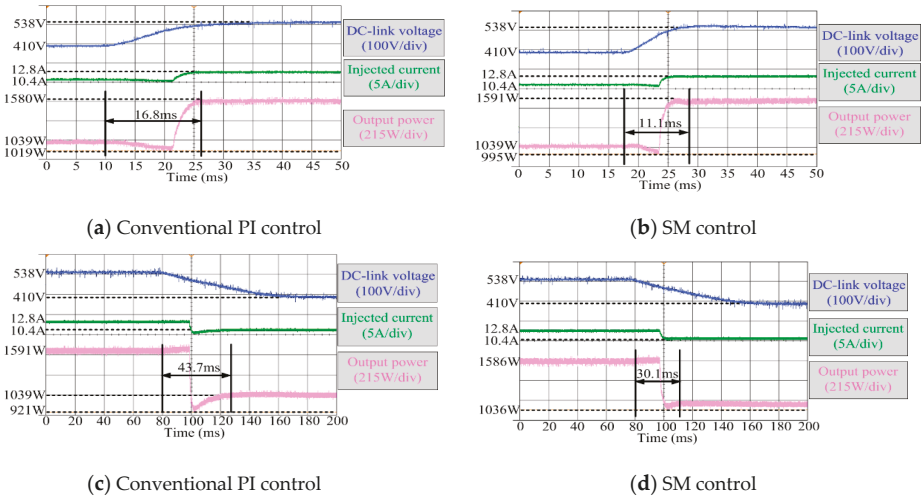 538V
410V
12.8A
10.4A
1580W
1039W
1019W
16.8ms
0 5 10 15 20 25 30 35 40 45 50
Time (ms)
DC-link voltage
(100V/div)
Injected current
(5A/div)
Output power
(215W/div)
(a) Conventional PI control
538V
410V
12.8A
10.4A
1591W
1039W
995W
11.1ms
0 5 10 15 20 25 30 35 40 45 50
Time (ms)
DC-link voltage
(100V/div)
Injected current
(5A/div)
Output power
(215W/div)
(b) SM control
538V
410V
12.8A
10.4A
1591W
1039W
921W
43.7ms
0 20 40 60 80 100 120 140 160 180 200
Time (ms)
DC-link voltage
(100V/div)
Injected current
(5A/div)
Output power
(215W/div)
(c) Conventional PI control
538V
410V
12.8A
10.4A
1586W
1036W
30.1ms
0 20 40 60 80 100 120 140 160 180 200
Time (ms)
DC-link voltage
(100V/div)
Injected current
(5A/div)
Output power
(215W/div)
(d) SM control